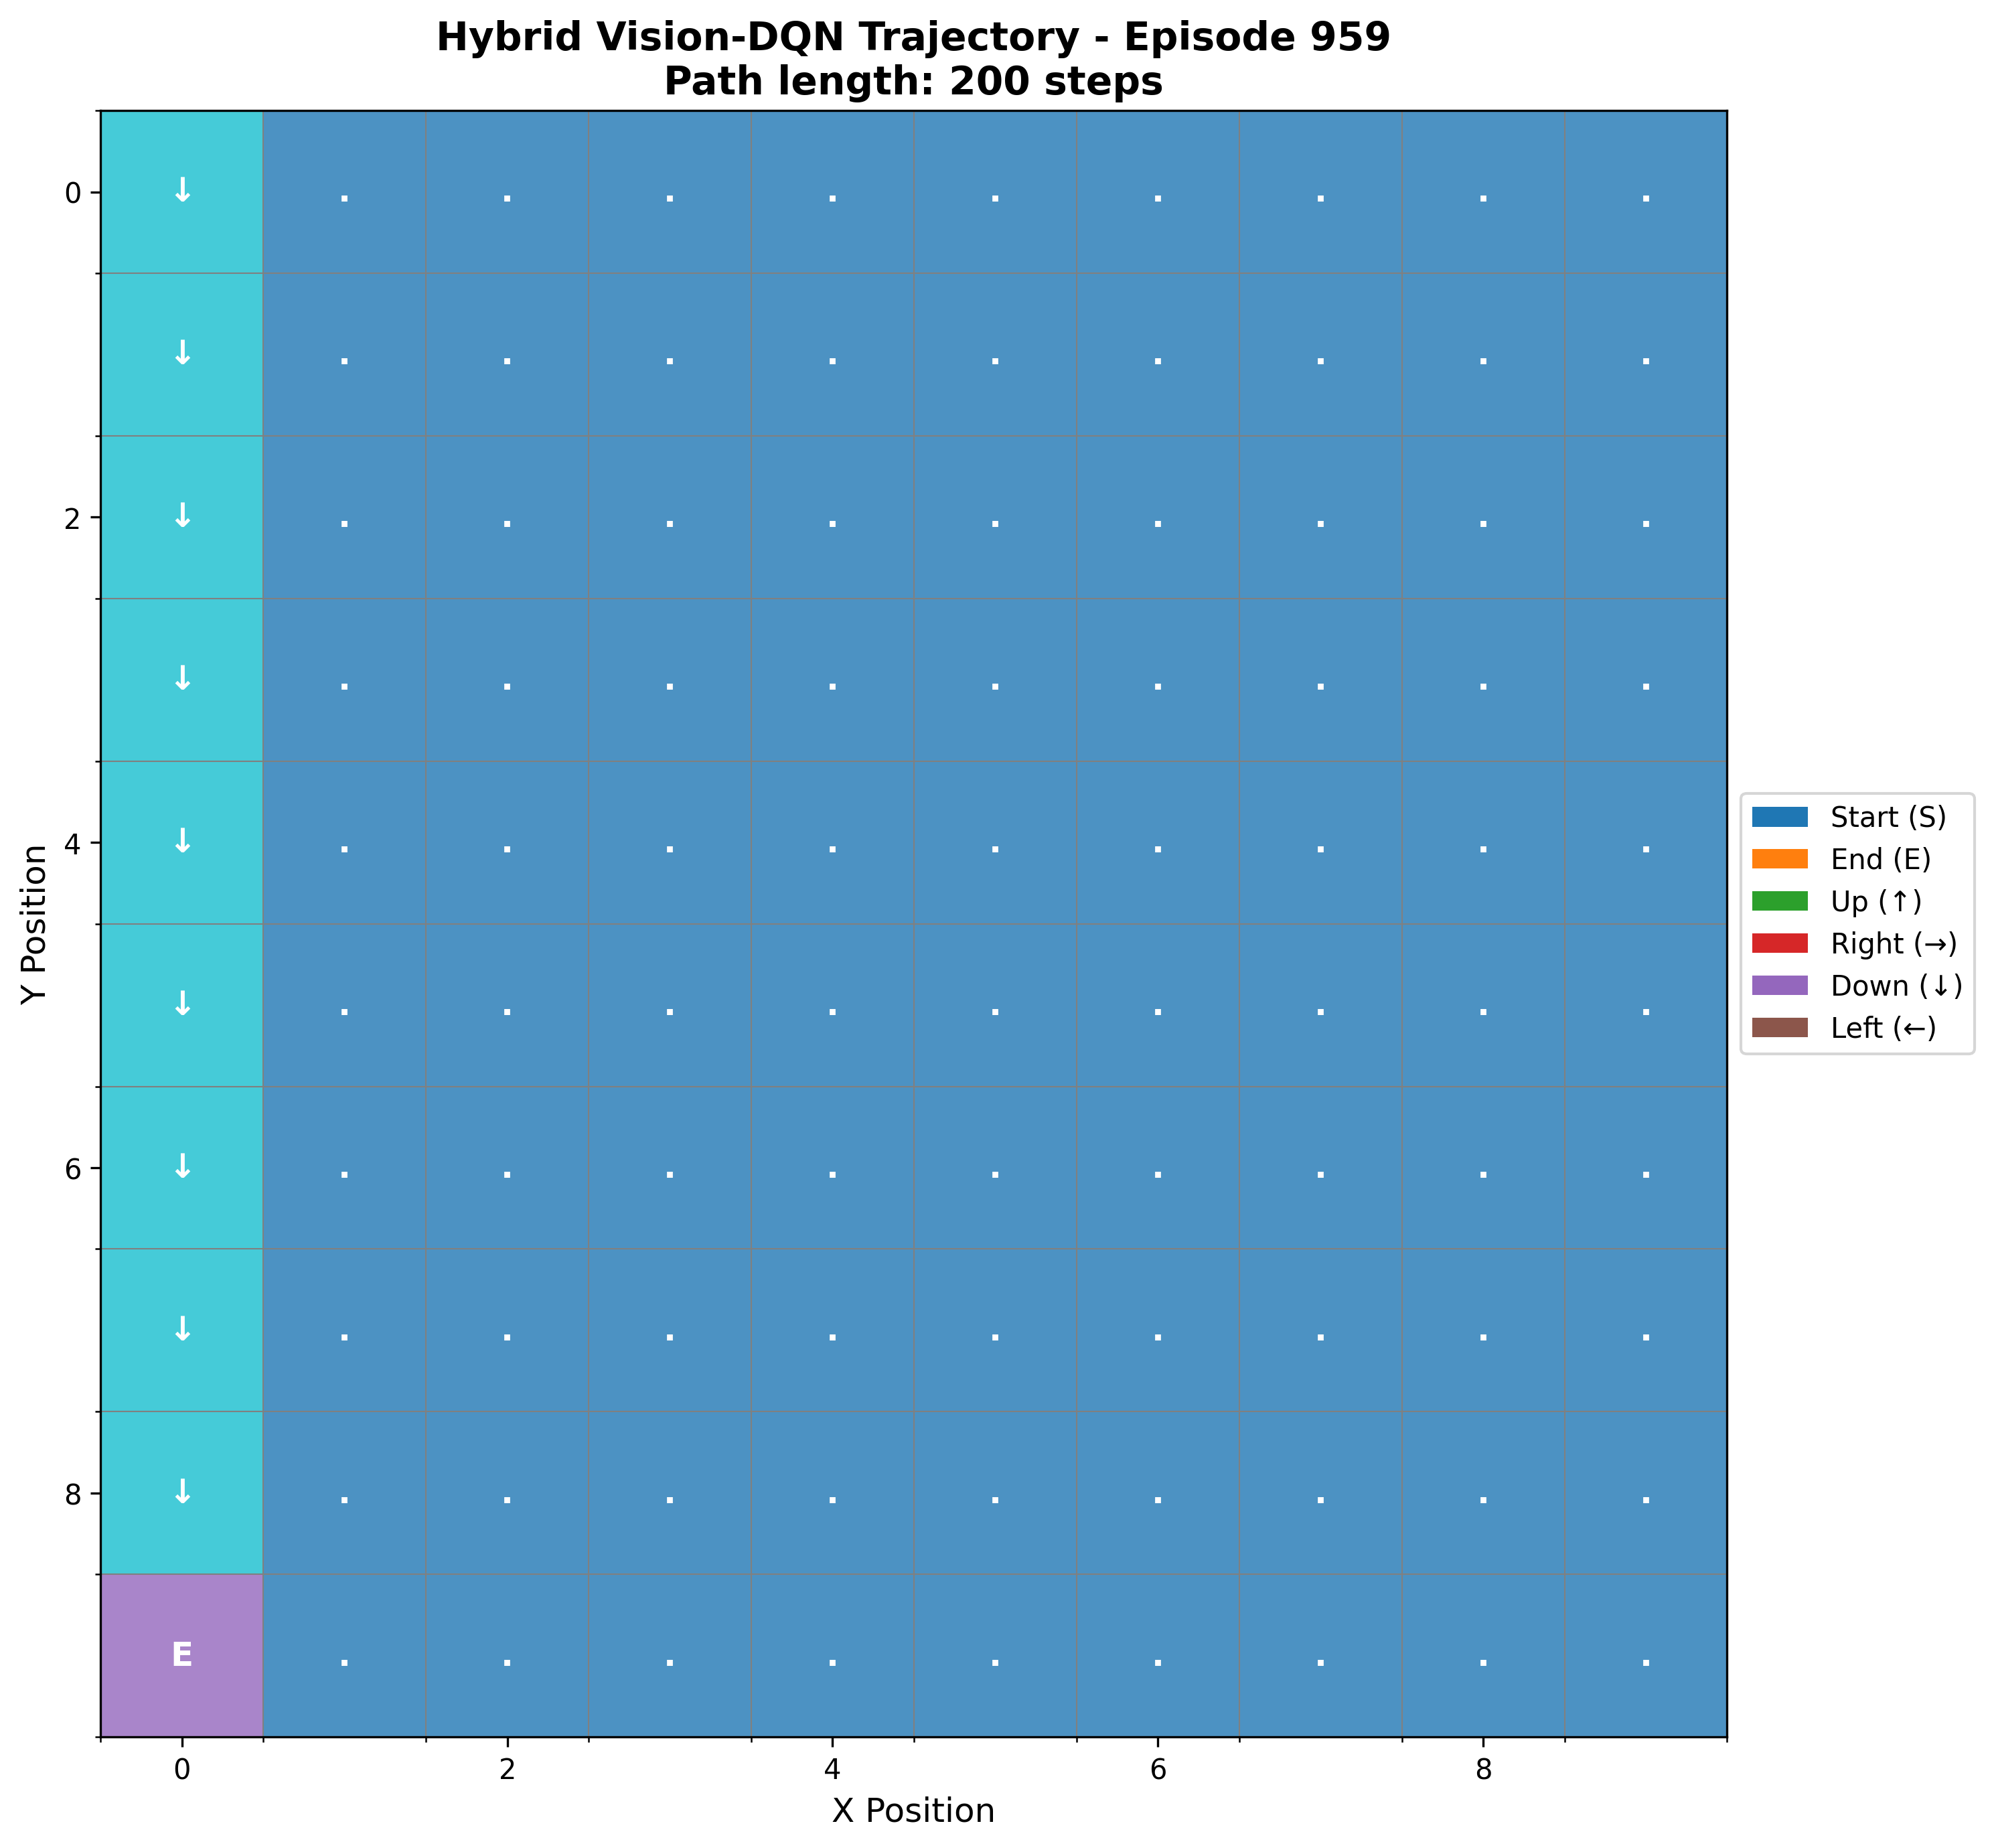 Hybrid Vision-DQN Trajectory - Episode 959
Path length: 200 steps
0 ↓ . . . . . . . . .
↓ . . . . . . . . .
2 ↓ . . . . . . . . .
↓ . . . . . . . . .
4 ↓ . . . . . . . . .
↓ . . . . . . . . .
6 ↓ . . . . . . . . .
↓ . . . . . . . . .
8 ↓ . . . . . . . . .
E . . . . . . . . .
0 2 4 6 8
X Position
Y Position
Start (S)
End (E)
Up (↑)
Right (→)
Down (↓)
Left (←)